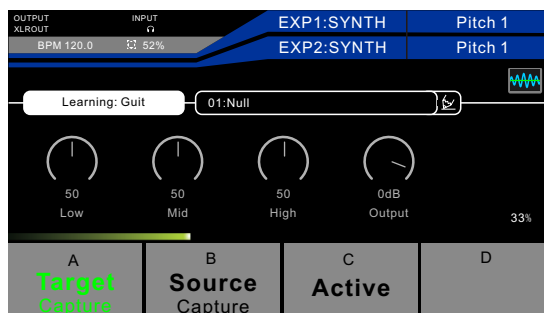 OUTPUT INPUT EXP1:SYNTH Pitch 1
XLROUT
BPM 120.0 52% EXP2:SYNTH Pitch 1
Learning: Guit 01:Null
50 50 50 0dB
Low Mid High Output
33%
A B C D
Target Source Active
Capture Capture